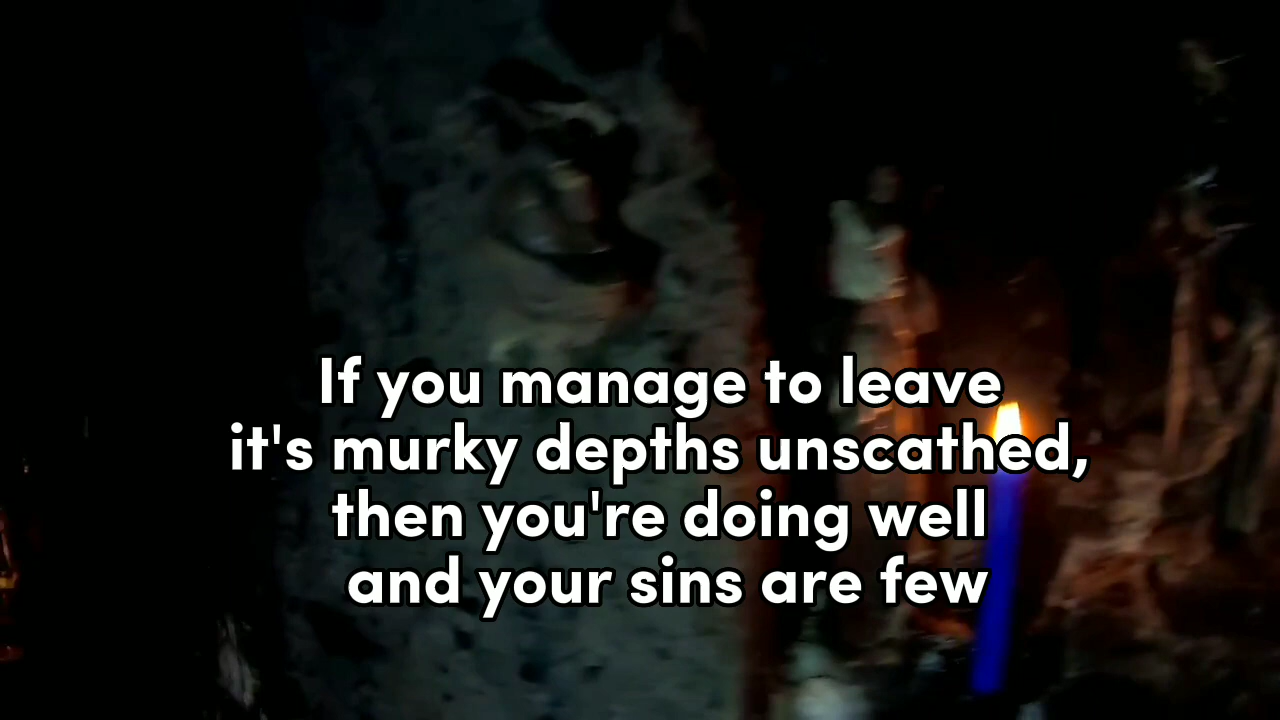 If you manage to leave
it's murky depths unscathed,
then you're doing well
and your sins are few